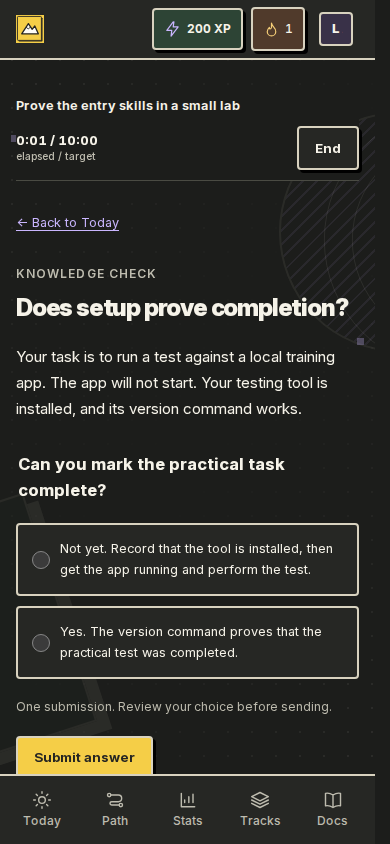 200 XP
1
L
Prove the entry skills in a small lab
0:01 / 10:00
elapsed / target
End
← Back to Today
KNOWLEDGE CHECK
Does setup prove completion?
Your task is to run a test against a local training
app. The app will not start. Your testing tool is
installed, and its version command works.
Can you mark the practical task
complete?
Not yet. Record that the tool is installed, then
get the app running and perform the test.
Yes. The version command proves that the
practical test was completed.
One submission. Review your choice before sending.
Submit answer
Today
Path
Stats
Tracks
Docs